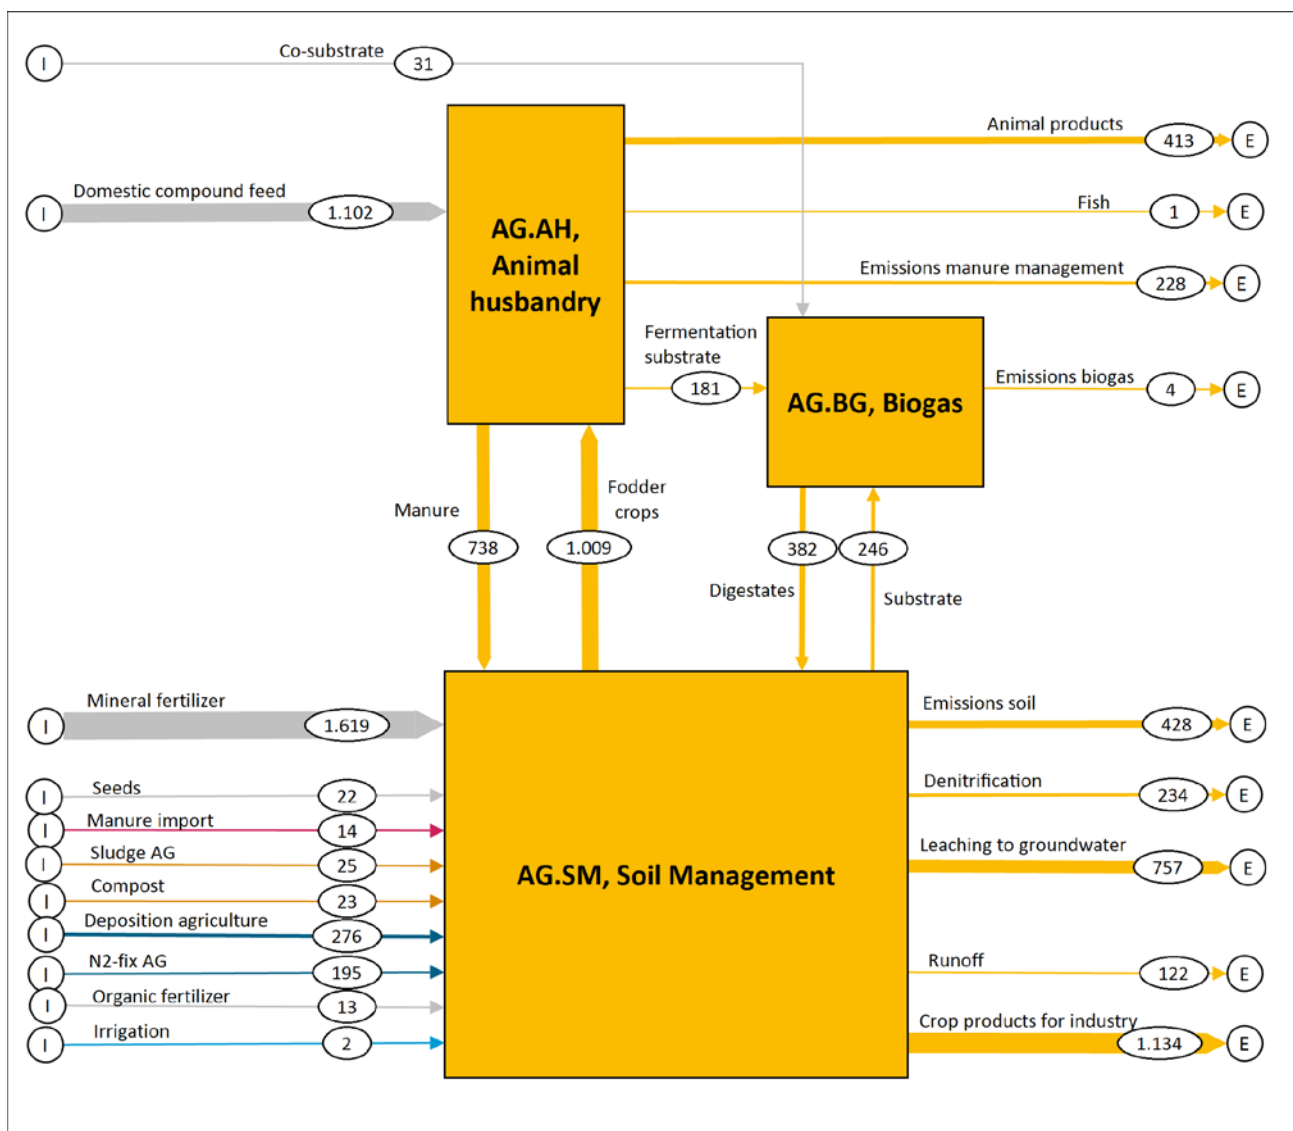 I
Co-substrate
31
Animal products
413
E
I
Domestic compound feed
1.102
AG.AH,
Animal
husbandry
Fish
1
E
Emissions manure management
228
E
Fermentation
substrate
181
AG.BG, Biogas
Emissions biogas
4
E
Manure
738
Fodder
crops
1.009
382
246
Digestates
Substrate
I
Mineral fertilizer
1.619
Emissions soil
428
E
I
Seeds
22
Denitrification
234
E
I
Manure import
14
I
Sludge AG
25
AG.SM, Soil Management
Leaching to groundwater
757
E
I
Compost
23
I
Deposition agriculture
276
I
N2-fix AG
195
Runoff
122
E
I
Organic fertilizer
13
I
Irrigation
2
Crop products for industry
1.134
E